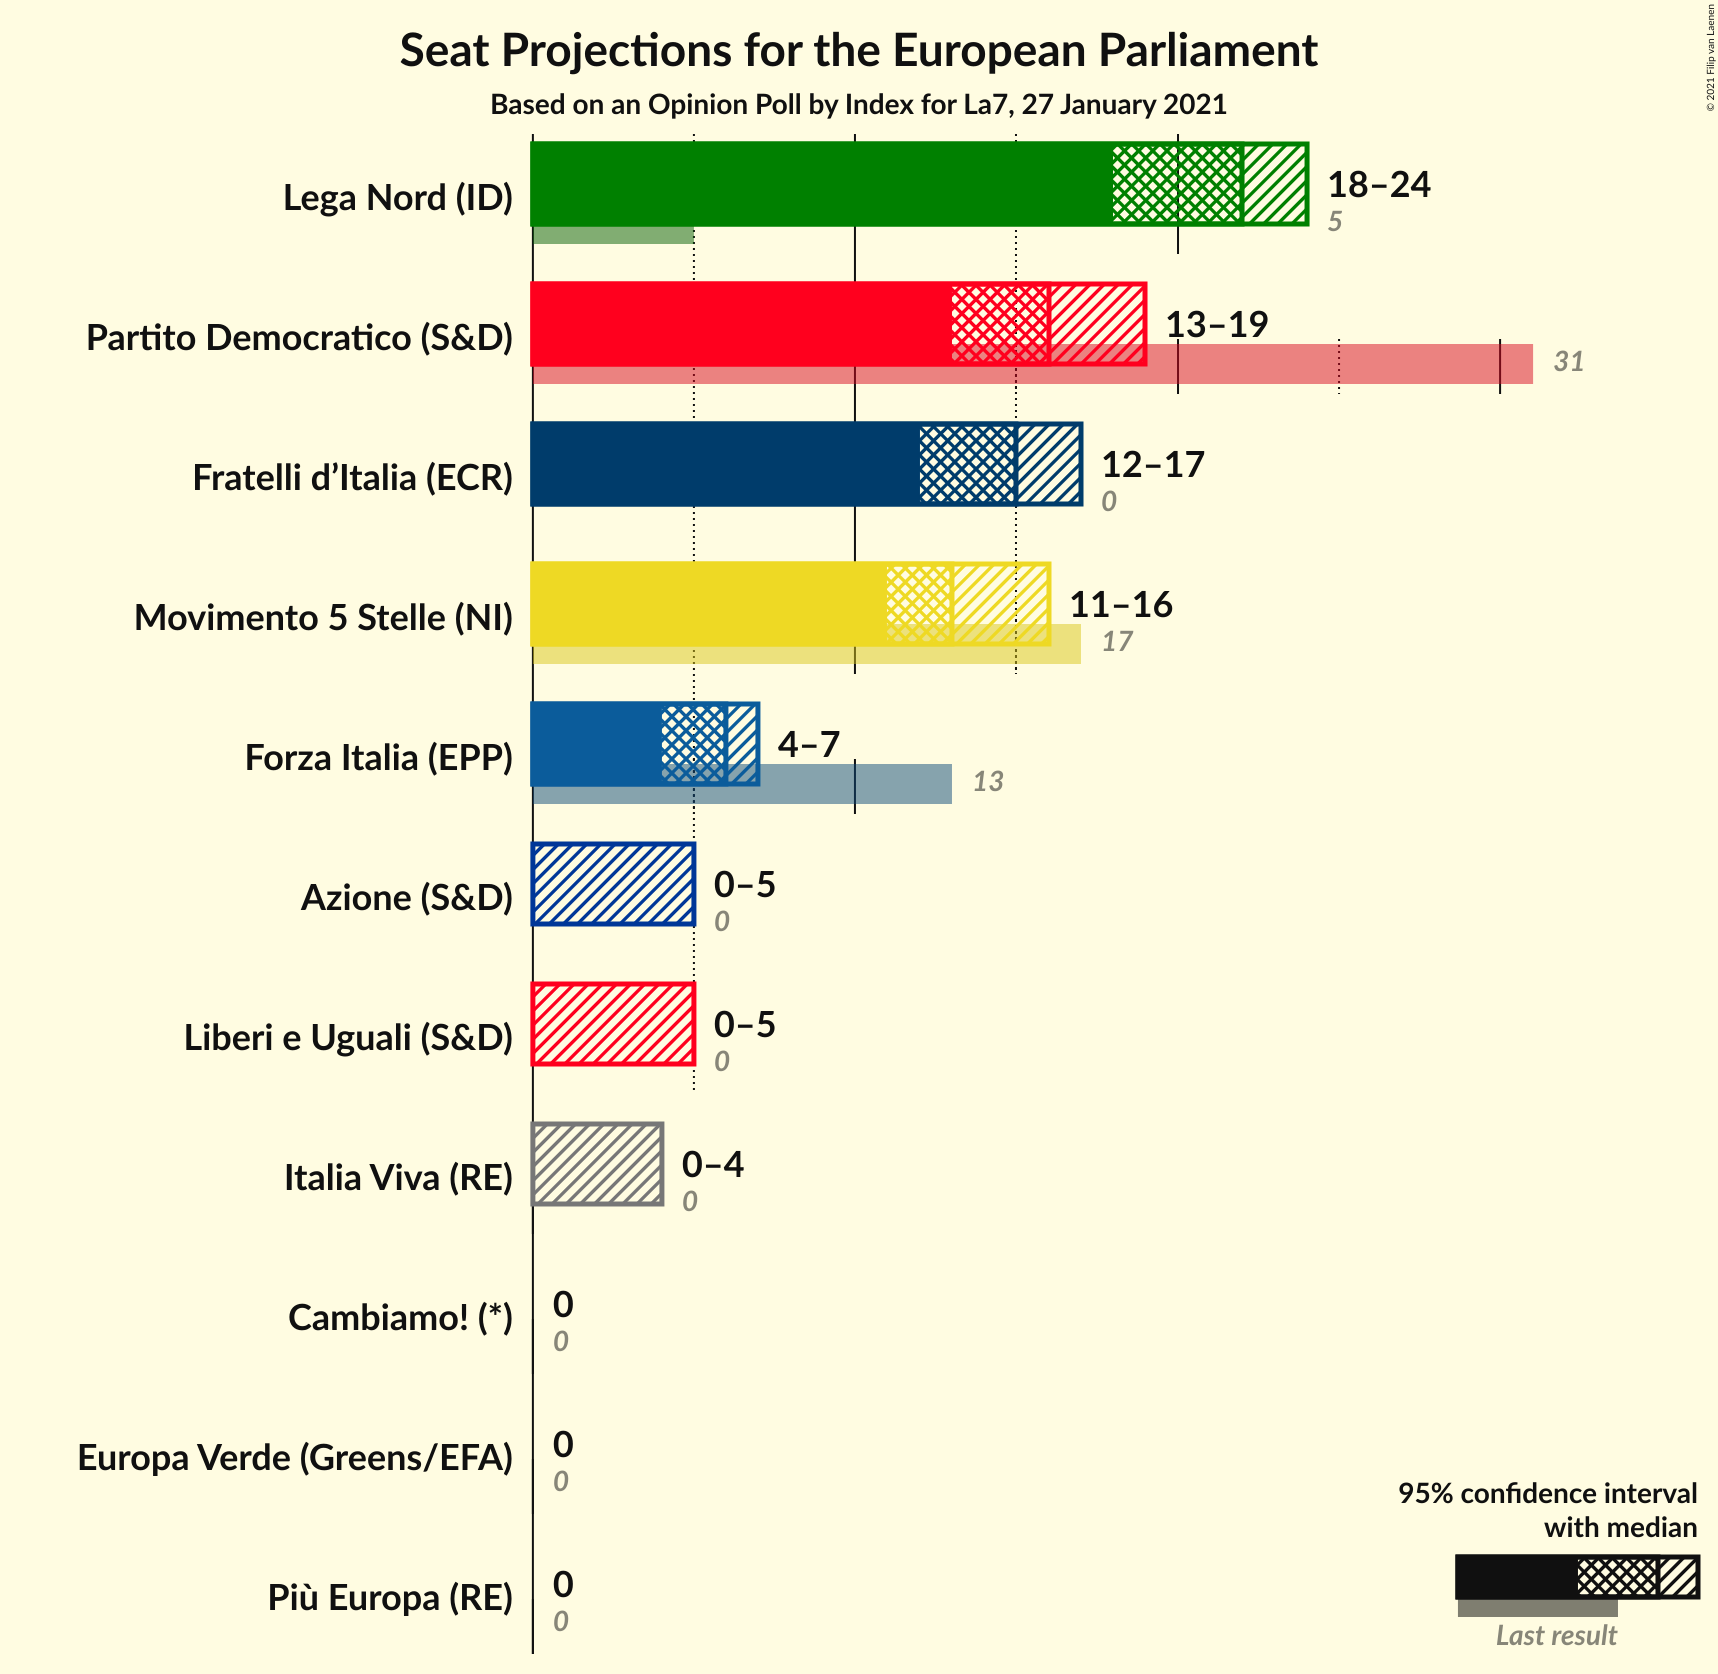 Seat Projections for the European Parliament
Based on an Opinion Poll by Index for La7, 27 January 2021
© 2021 Filip van Laenen
Lega Nord (ID)
18–24
5
Partito Democratico (S&D)
13–19
31
Fratelli d’Italia (ECR)
12–17
0
Movimento 5 Stelle (NI)
11–16
17
Forza Italia (EPP)
4–7
13
Azione (S&D)
0–5
0
Liberi e Uguali (S&D)
0–5
0
Italia Viva (RE)
0–4
0
Cambiamo! (*)
0
0
Europa Verde (Greens/EFA)
0
0
Più Europa (RE)
0
0
95% confidence interval
with median
Last result